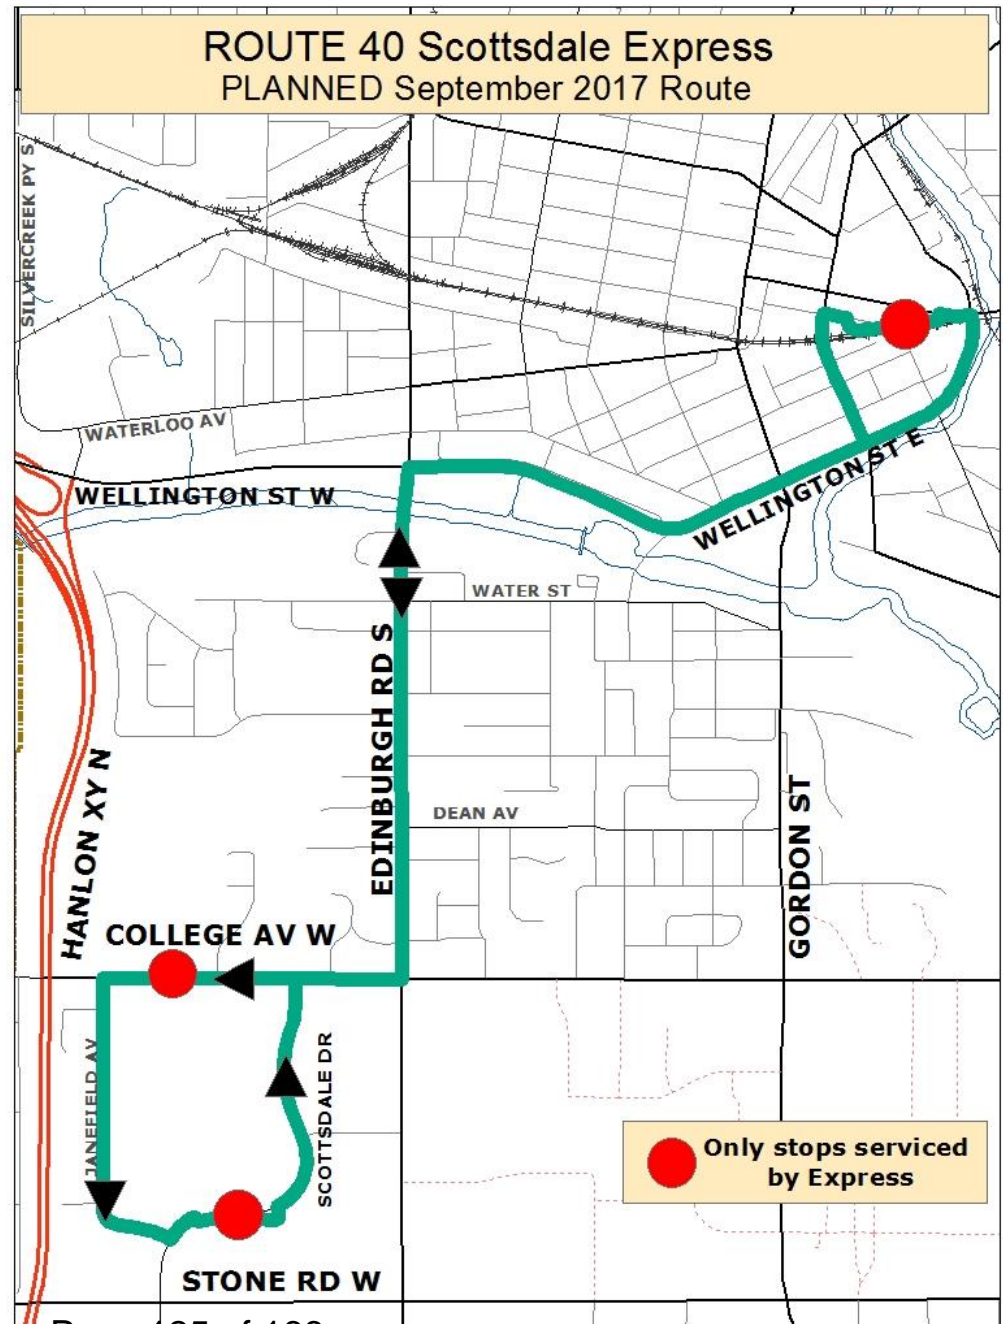 ROUTE 40 Scottsdale Express
PLANNED September 2017 Route
SILVERCREEK PY S
WATERLOO AV
WELLINGTON ST W
WELLINGTON ST E
WATER ST
EDINBURGH RD S
DEAN AV
HANLON XY N
GORDON ST
COLLEGE AV W
JANEFIELD AV
SCOTTSDALE DR
Only stops serviced
by Express
STONE RD W